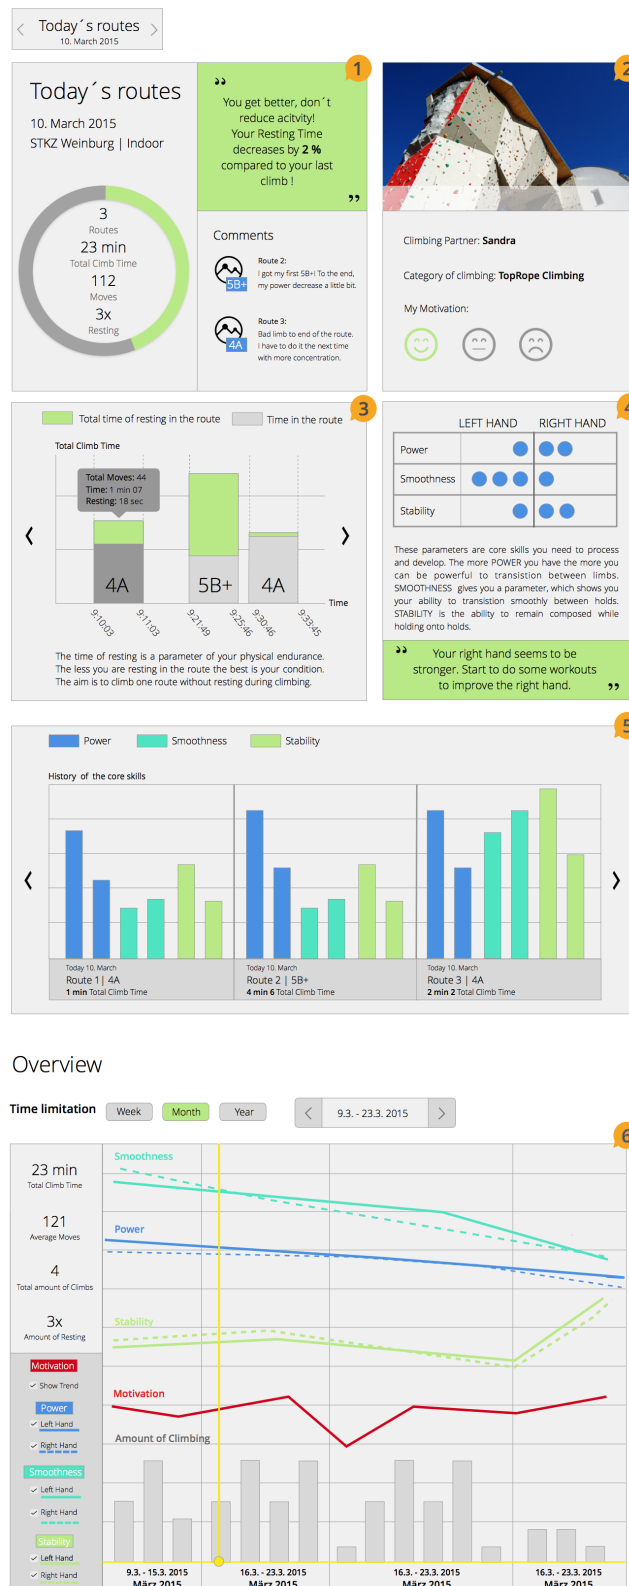 Today´s routes
10. March 2015
1
Today´s routes
10. March 2015
STKZ Weinburg | Indoor
3
Routes
23 min
Total Climb Time
112
Moves
3x
Resting
You get better, don´t
reduce acitvity!
Your Resting Time
decreases by 2 %
compared to your last
climb !
Comments
Route 2:
I got my first 5B+! To the end,
my power decrease a little bit.
5B+
Route 3:
Bad limb to end of the route.
I have to do it the next time
with more concentration.
4A
2
Climbing Partner: Sandra
Category of climbing: TopRope Climbing
My Motivation:
3
Total time of resting in the route
Time in the route
Total Climb Time
Total Moves: 44
Time: 1 min 07
Resting: 18 sec
4A
5B+
4A
Time
9:10:03
9:11:03
9:21:49
9:25:46
9:30:46
9:33:45
The time of resting is a parameter of your physical endurance.
The less you are resting in the route the best is your condition.
The aim is to climb one route without resting during climbing.
4
LEFT HAND RIGHT HAND
Power
Smoothness
Stability
These parameters are core skills you need to process
and develop. The more POWER you have the more you
can be powerful to transistion between limbs.
SMOOTHNESS gives you a parameter, which shows you
your ability to transistion smoothly between holds.
STABILITY is the ability to remain composed while
holding onto holds.
Your right hand seems to be
stronger. Start to do some workouts
to improve the right hand.
5
Power Smoothness Stability
History of the core skills
Today 10. March
Route 1| 4A
1 min Total Climb Time
Today 10. March
Route 2 | 5B+
4 min 6 Total Climb Time
Today 10. March
Route 3 | 4A
2 min 2 Total Climb Time
Overview
Time limitation Week Month Year 9.3. - 23.3. 2015
6
23 min
Total Climb Time
121
Average Moves
4
Total amount of Climbs
3x
Amount of Resting
Motivation
Show Trend
Power
Left Hand
Right Hand
Smoothness
Left Hand
Right Hand
Stability
Left Hand
Right Hand
Smoothness
Power
Stability
Motivation
Amount of Climbing
9.3. - 15.3. 2015
März 2015
16.3. - 23.3. 2015
März 2015
16.3. - 23.3. 2015
März 2015
16.3. - 23.3. 2015
März 2015